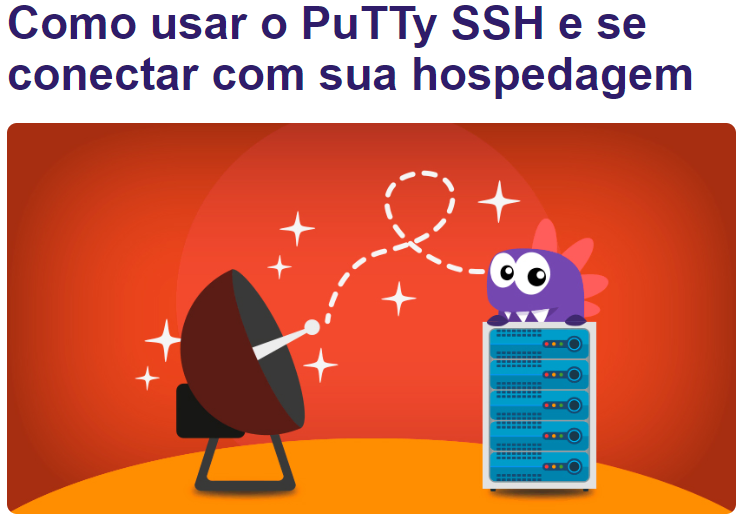 Como usar o PuTTy SSH e se
conectar com sua hospedagem